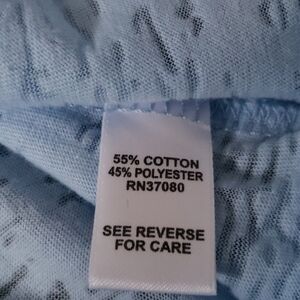 55% COTTON
45% POLYESTER
RN37080
SEE REVERSE
FOR CARE